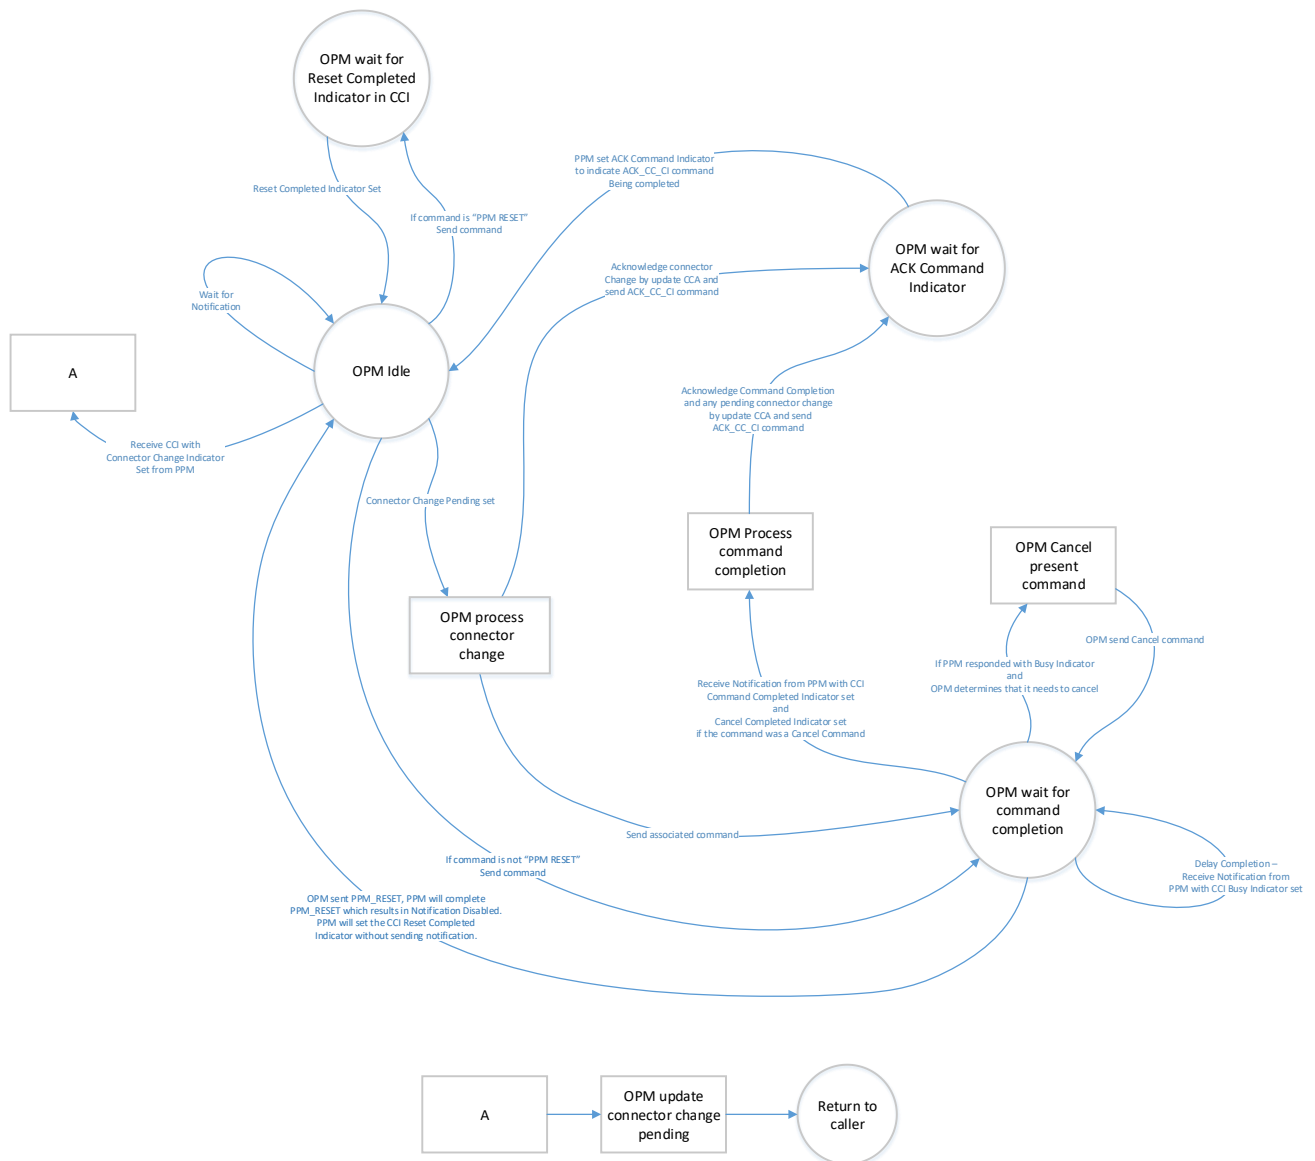 OPM wait for
Reset Completed
Indicator in CCI
PPM set ACK Command Indicator
to indicate ACK_CC_CI command
Being completed
Reset Completed Indicator Set
If command is “PPM RESET”
Send command
OPM wait for
ACK Command
Indicator
Acknowledge connector
Change by update CCA and
send ACK_CC_CI command
Wait for
Notification
A
OPM Idle
Acknowledge Command Completion
and any pending connector change
by update CCA and send
ACK_CC_CI command
Receive CCI with
Connector Change Indicator
Set from PPM
Connector Change Pending set
OPM Process
command
completion
OPM Cancel
present
command
OPM process
connector
change
OPM send Cancel command
If PPM responded with Busy Indicator
and
OPM determines that it needs to cancel
Receive Notification from PPM with CCI
Command Completed Indicator set
and
Cancel Completed Indicator set
if the command was a Cancel Command
OPM wait for
command
completion
Send associated command
If command is not “PPM RESET”
Send command
Delay Completion –
Receive Notification from
PPM with CCI Busy Indicator set
OPM sent PPM_RESET, PPM will complete
PPM_RESET which results in Notification Disabled.
PPM will set the CCI Reset Completed
Indicator without sending notification.
A
OPM update
connector change
pending
Return to
caller